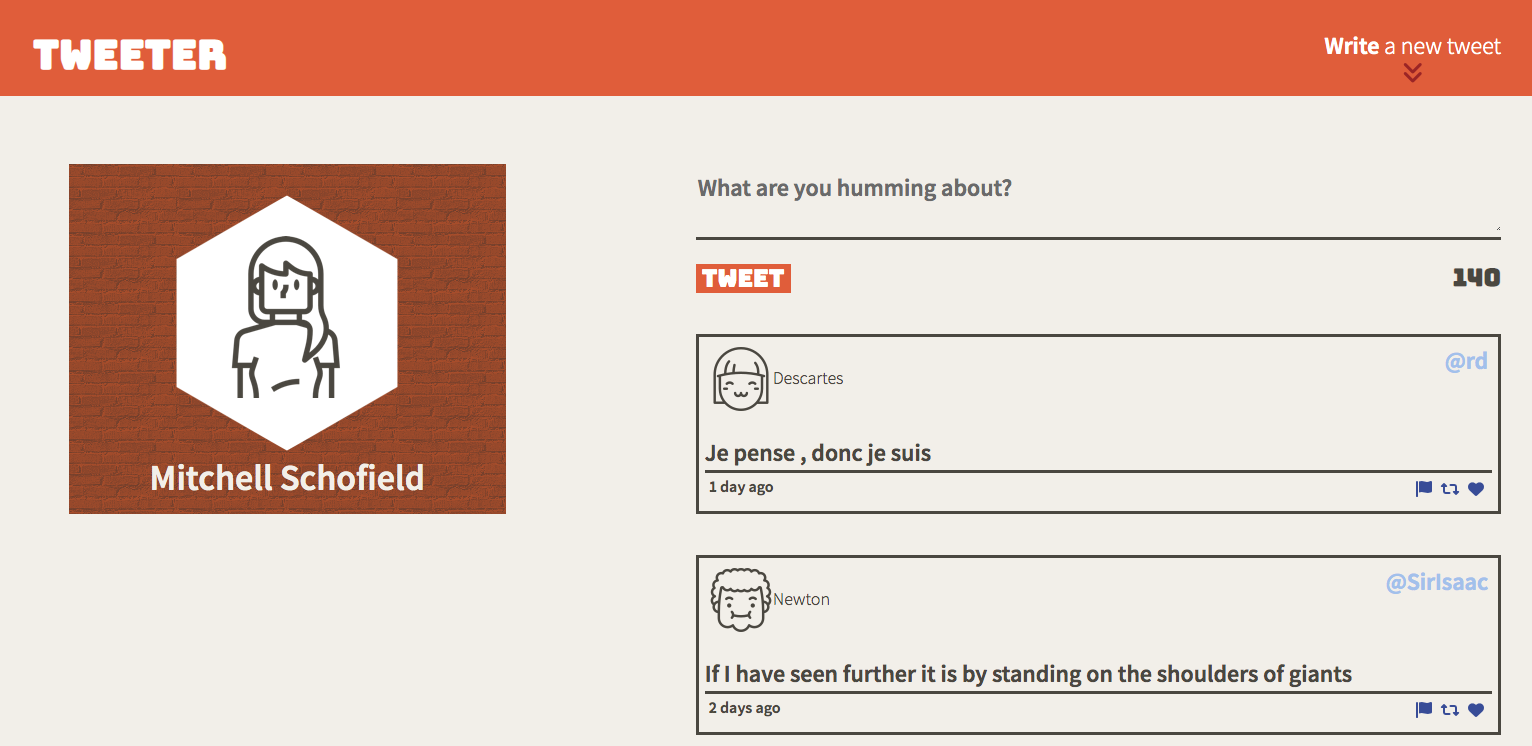 TWEETER
Write a new tweet
Mitchell Schofield
What are you humming about?
TWEET
140
Descartes
@rd
Je pense , donc je suis
1 day ago
Newton
@SirIsaac
If I have seen further it is by standing on the shoulders of giants
2 days ago